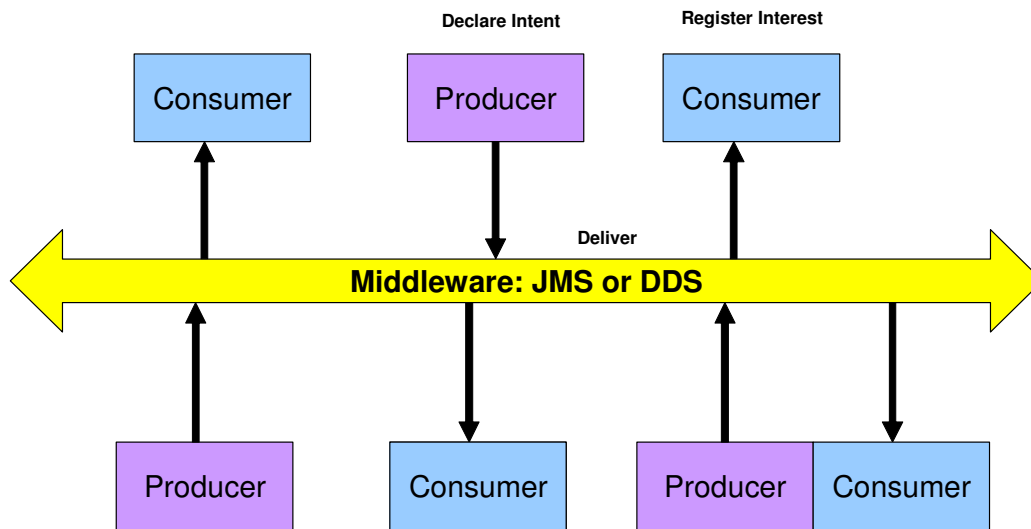 Declare Intent
Register Interest
Consumer
Producer
Consumer
Deliver
Middleware: JMS or DDS
Producer
Consumer
Producer
Consumer